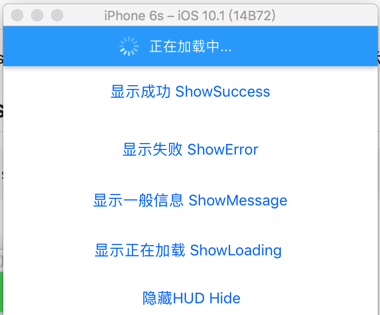 iPhone 6s – iOS 10.1 (14B72)
正在加载中...
显示成功 ShowSuccess
显示失败 ShowError
显示一般信息 ShowMessage
显示正在加载 ShowLoading
隐藏HUD Hide